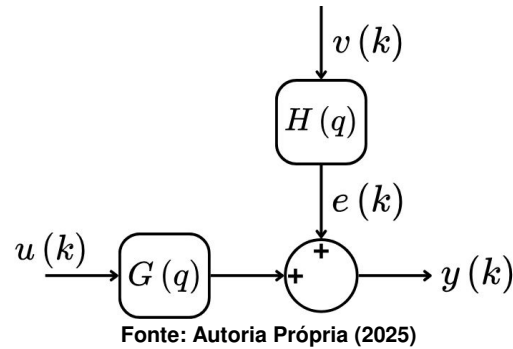 v(k)
H(q)
e(k)
u(k)
G(q)
+
+
y(k)
Fonte: Autoria Própria (2025)